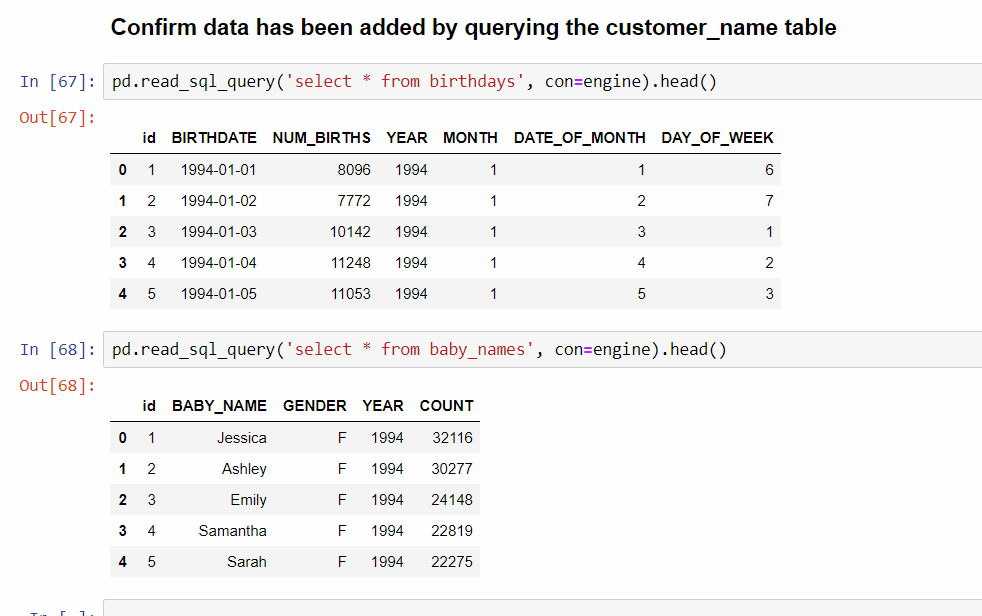 Confirm data has been added by querying the customer_name table
In [67]: pd.read_sql_query('select * from birthdays', con=engine).head()
Out[67]:
id BIRTHDATE NUM_BIRTHS YEAR MONTH DATE_OF_MONTH DAY_OF_WEEK
0 1 1994-01-01 8096 1994 1 1 6
1 2 1994-01-02 7772 1994 1 2 7
2 3 1994-01-03 10142 1994 1 3 1
3 4 1994-01-04 11248 1994 1 4 2
4 5 1994-01-05 11053 1994 1 5 3
In [68]: pd.read_sql_query('select * from baby_names', con=engine).head()
Out[68]:
id BABY_NAME GENDER YEAR COUNT
0 1 Jessica F 1994 32116
1 2 Ashley F 1994 30277
2 3 Emily F 1994 24148
3 4 Samantha F 1994 22819
4 5 Sarah F 1994 22275